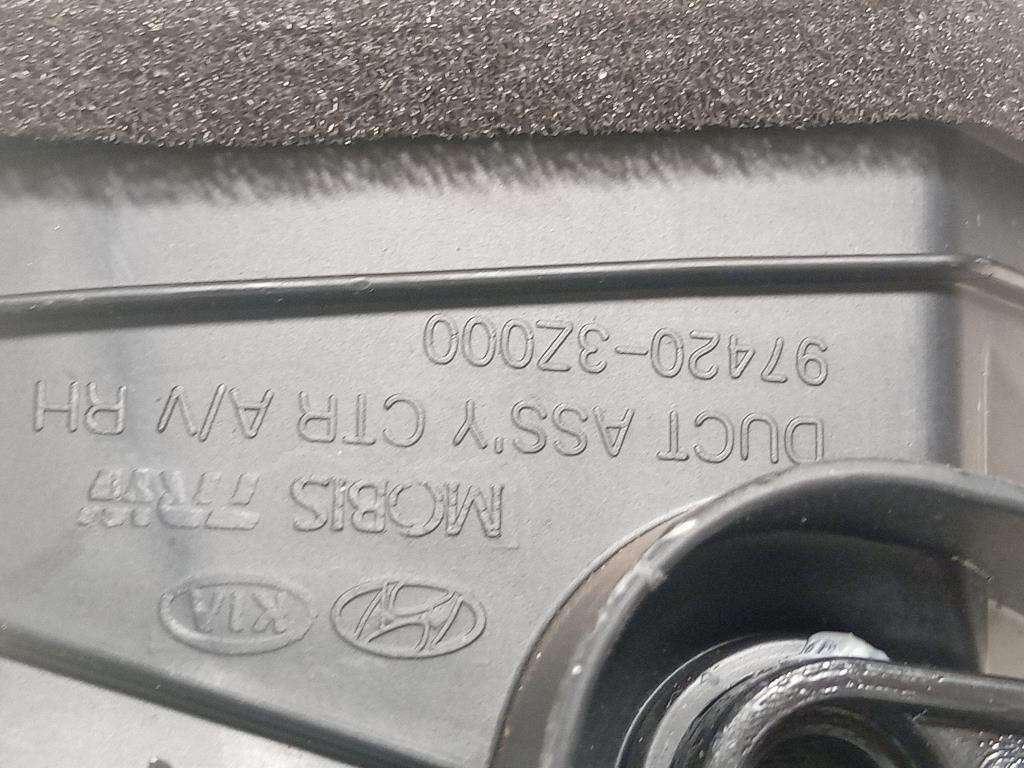 KIA
MOBIS
DUCT ASS'Y CTR A/V RH
97420-3Z000